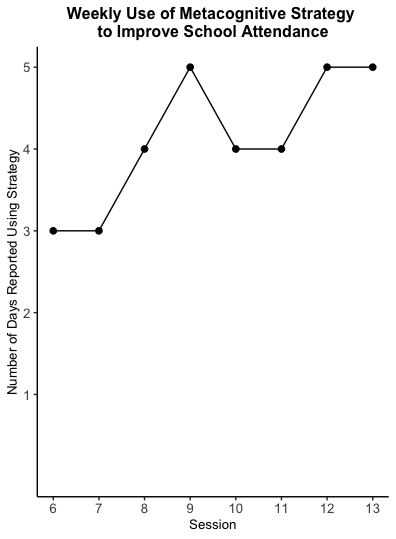 Weekly Use of Metacognitive Strategy
to Improve School Attendance
Number of Days Reported Using Strategy
5
4
3
2
1
6 7 8 9 10 11 12 13
Session